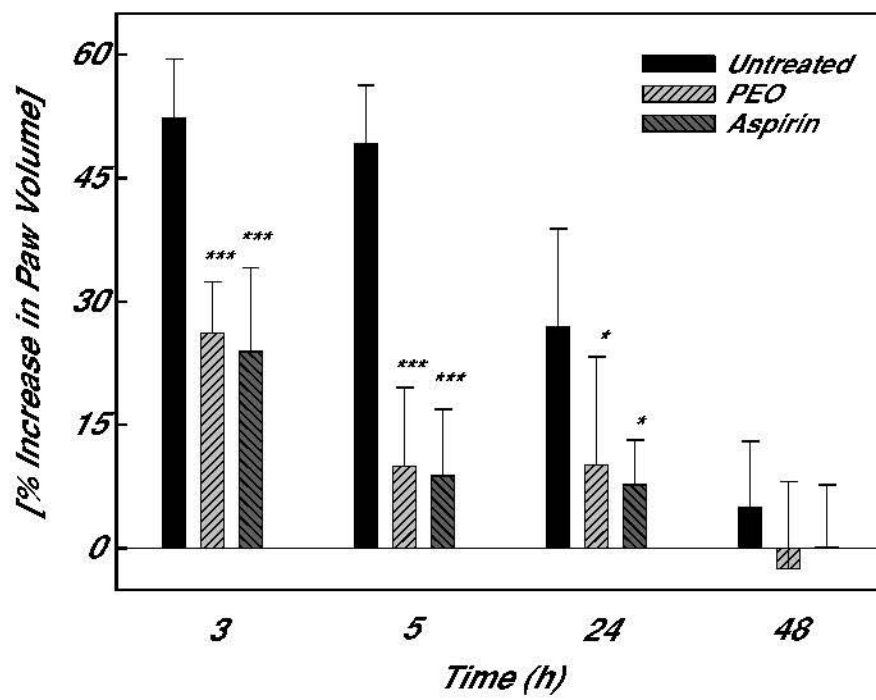 60
45
30
15
0
[% Increase in Paw Volume]
Untreated
PEO
Aspirin
***
***
***
***
*
*
3 5 24 48
Time (h)